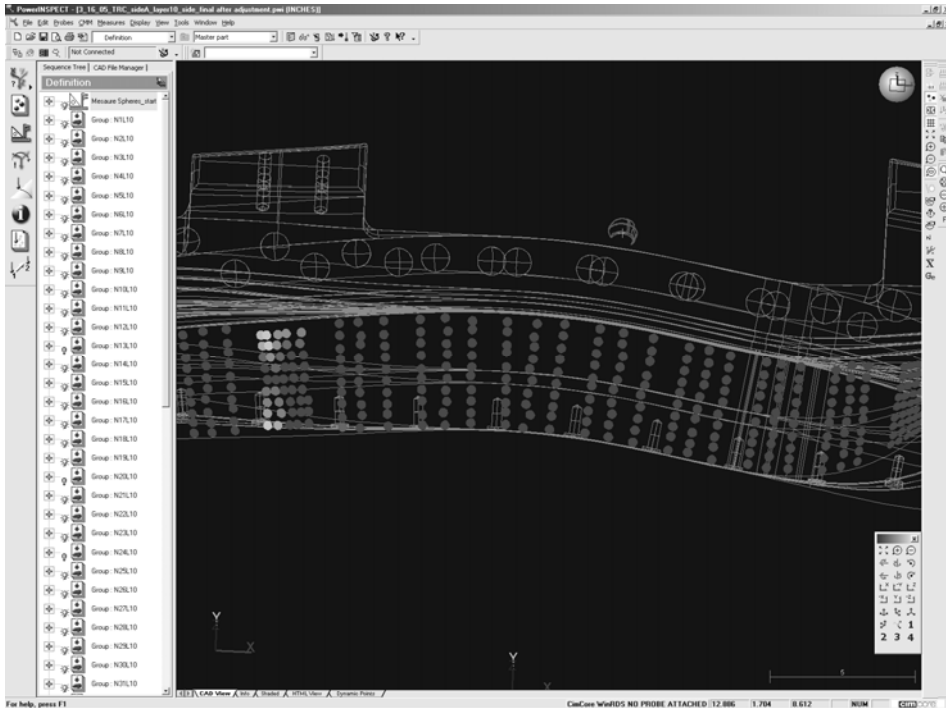 PowerINSPECT - [3_16_05_TRC_sideA_layer10_side_final after adjustment.pwi (INCHES)]
File Edit Probes CMM Measures Display View Tools Window Help
Definition Master part
Not Connected
Sequence Tree CAD File Manager
Definition
Mesaure Spheres_start
Group : N1L10
Group : N2L10
Group : N3L10
Group : N4L10
Group : N5L10
Group : N6L10
Group : N7L10
Group : N8L10
Group : N9L10
Group : N10L10
Group : N11L10
Group : N12L10
Group : N13L10
Group : N14L10
Group : N15L10
Group : N16L10
Group : N17L10
Group : N18L10
Group : N19L10
Group : N20L10
Group : N21L10
Group : N22L10
Group : N23L10
Group : N24L10
Group : N25L10
Group : N26L10
Group : N27L10
Group : N28L10
Group : N29L10
Group : N30L10
Group : N31L10
Y
X
Y
X
5
1
2 3 4
CAD View Info Shaded HTML View Dynamic Points
For help, press F1
CimCore WinRDS NO PROBE ATTACHED 12.886 1.704 0.612 NUM cimcore